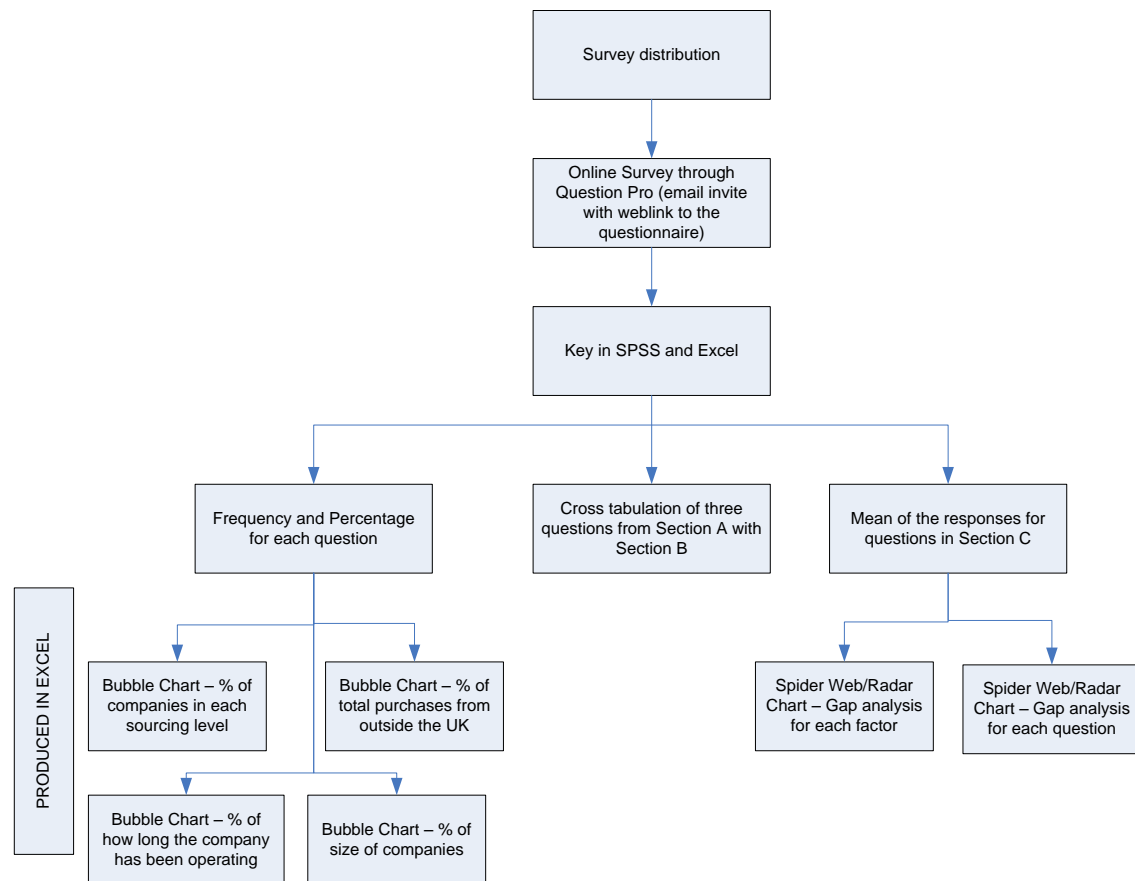 Survey distribution
Online Survey through
Question Pro (email invite
with weblink to the
questionnaire)
Key in SPSS and Excel
Frequency and Percentage
for each question
Cross tabulation of three
questions from Section A with
Section B
Mean of the responses for
questions in Section C
PRODUCED IN EXCEL
Bubble Chart – % of
companies in each
sourcing level
Bubble Chart – % of
total purchases from
outside the UK
Spider Web/Radar
Chart – Gap analysis
for each factor
Spider Web/Radar
Chart – Gap analysis
for each question
Bubble Chart – % of
how long the company
has been operating
Bubble Chart – % of
size of companies